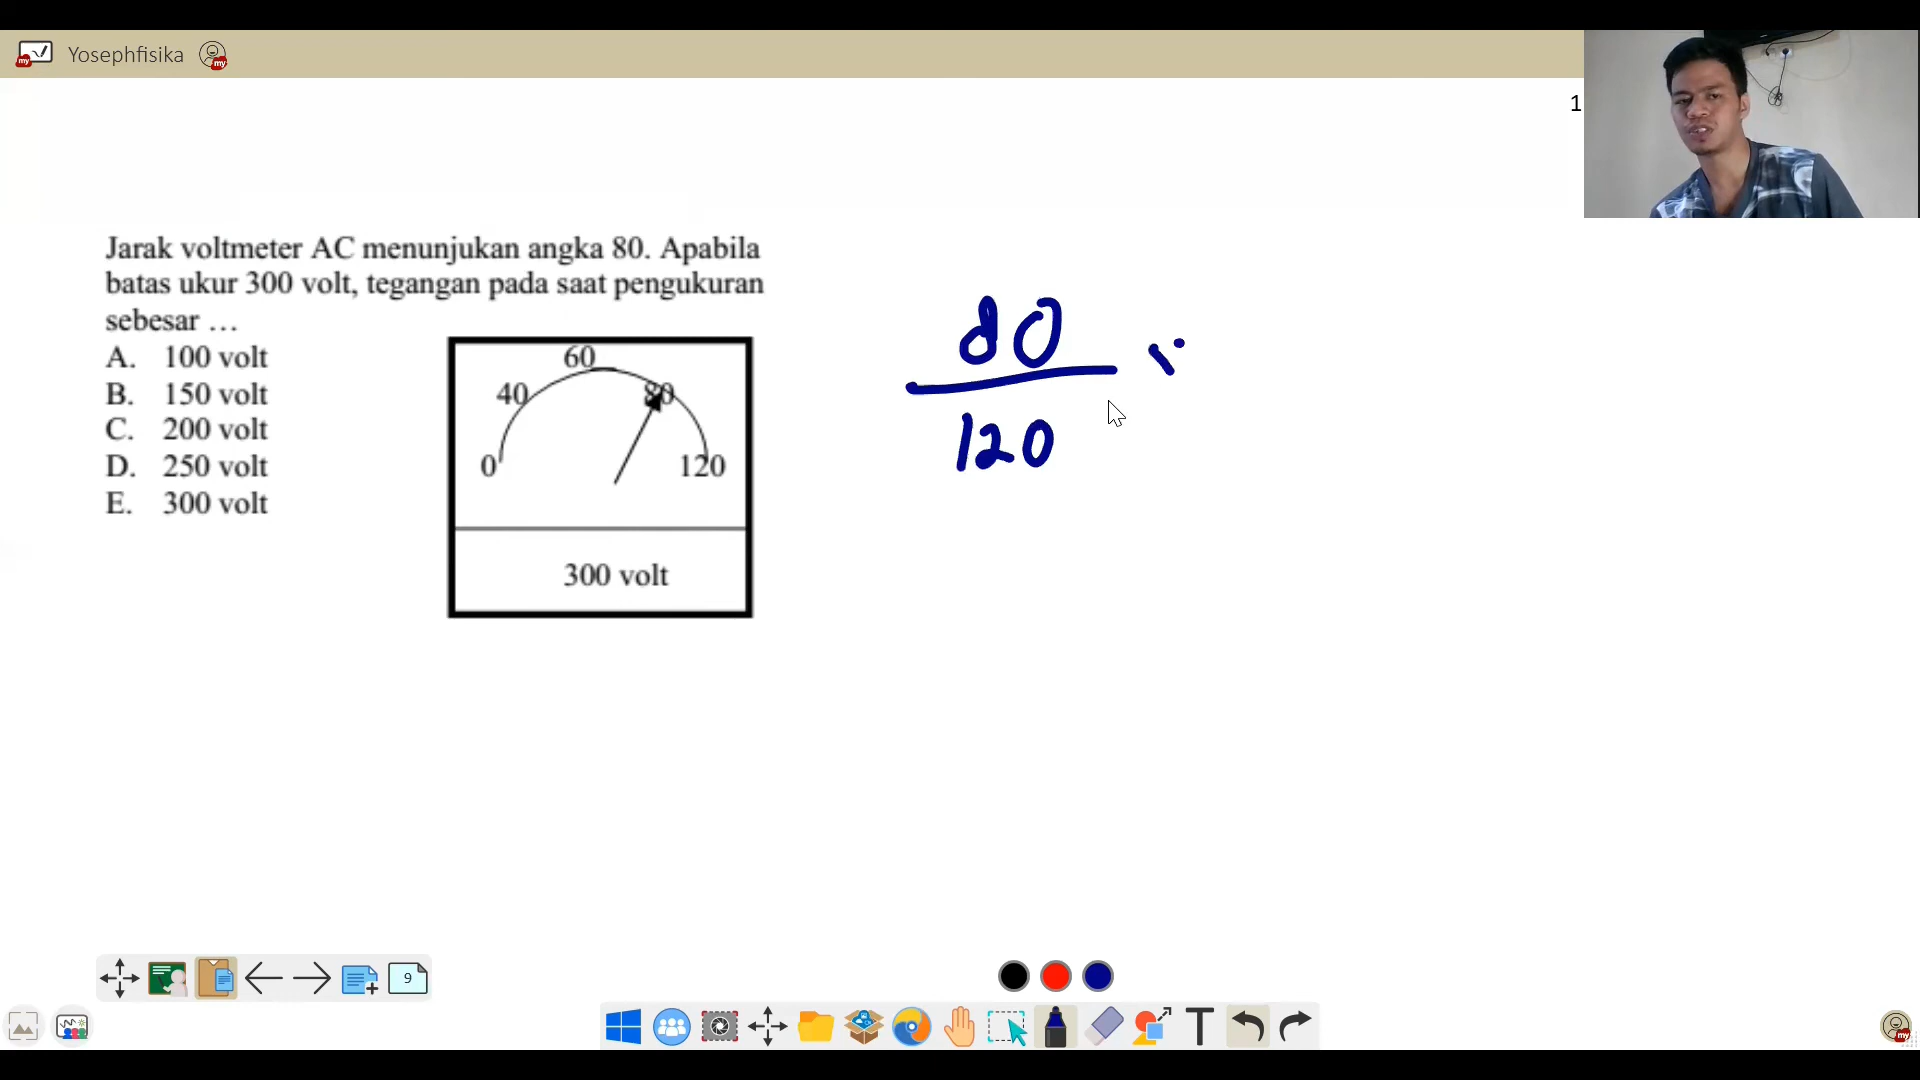 Yosephfisika
1
Jarak voltmeter AC menunjukan angka 80. Apabila
batas ukur 300 volt, tegangan pada saat pengukuran
sebesar ...
A. 100 volt
B. 150 volt
C. 200 volt
D. 250 volt
E. 300 volt
60
40
80
0
120
300 volt
80
120
9